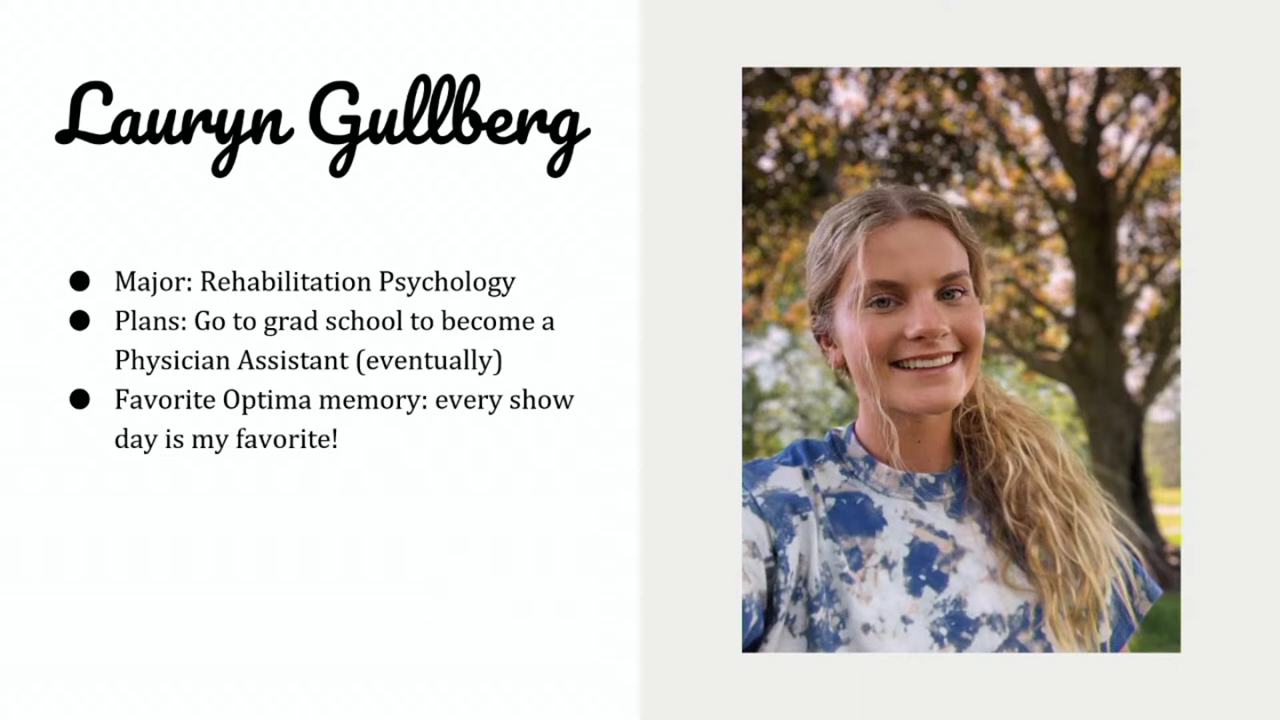 Lauryn Gullberg
● Major: Rehabilitation Psychology
● Plans: Go to grad school to become a
Physician Assistant (eventually)
● Favorite Optima memory: every show
day is my favorite!